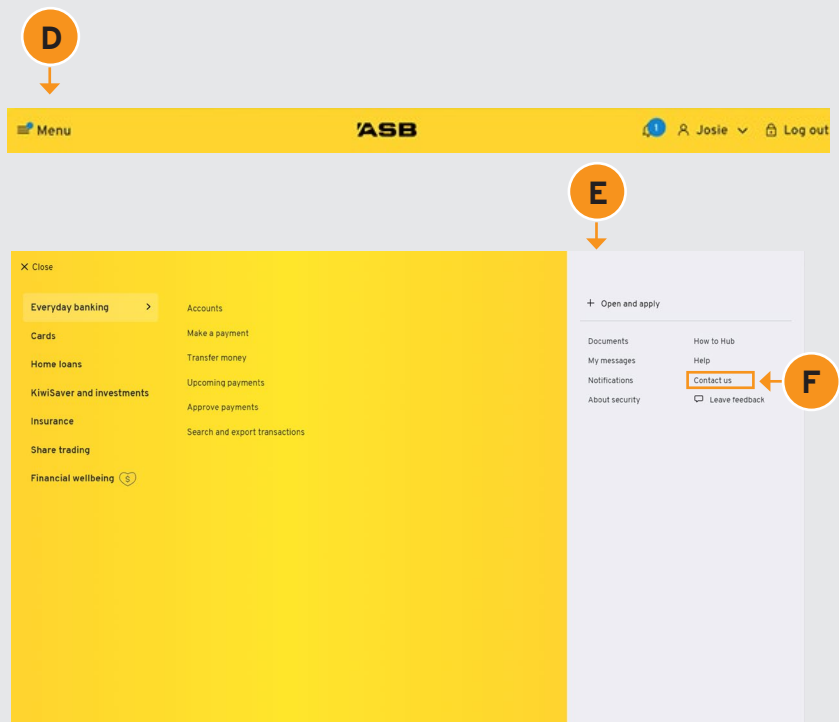 D
Menu
ASB
1 Josie Log out
E
Close
Everyday banking
Cards
Home loans
KiwiSaver and investments
Insurance
Share trading
Financial wellbeing $
Accounts
Make a payment
Transfer money
Upcoming payments
Approve payments
Search and export transactions
+ Open and apply
Documents
My messages
Notifications
About security
How to Hub
Help
Contact us
Leave feedback
F